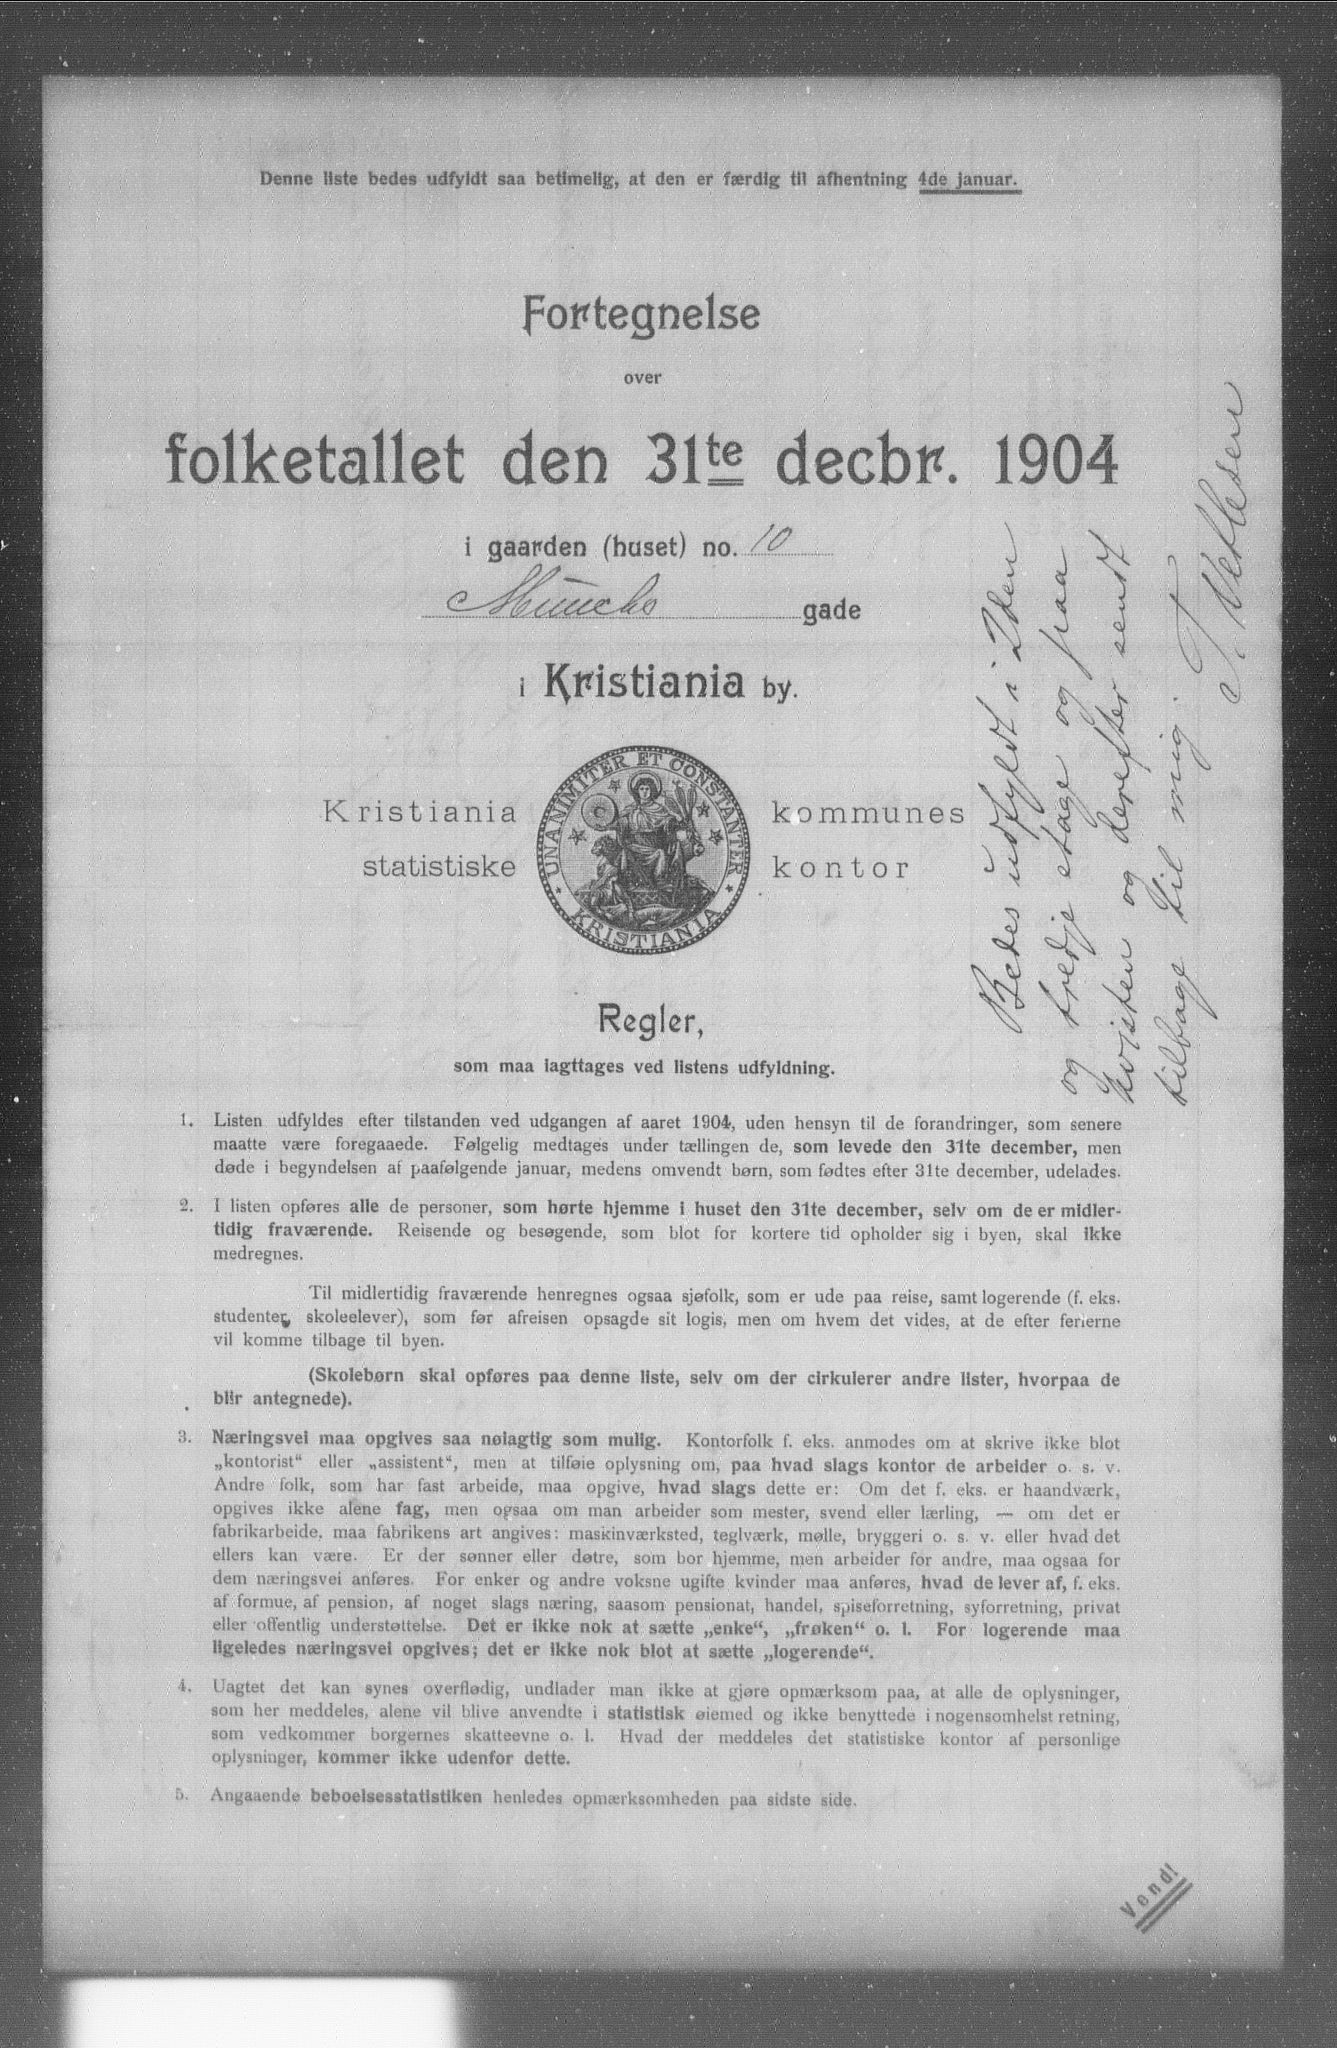 Denne liste bedes udfyldt saa betimelig, at den er færdig til afhentning 4de januar.
Fortegnelse
over
folketallet den 31te decbr. 1904
i gaarden (huset) no. 10
Munchs gade
i Kristiania by.
Kristiania kommunes
statistiske kontor
UNANIMITER ET CONSTANTER
KRISTIANIA
Bedes udfyldt i 2den
og tredje etage og paa
kvisten og derefter sendt
tilbage til mig.
T. Vetlesen
Regler,
som maa iagttages ved listens udfyldning.
1. Listen udfyldes efter tilstanden ved udgangen af aaret 1904, uden hensyn til de forandringer, som senere
maatte være foregaaede. Følgelig medtages under tællingen de, som levede den 31te december, men
døde i begyndelsen af paafølgende januar, medens omvendt børn, som fødtes efter 31te december, udelades.
2. I listen opføres alle de personer, som hørte hjemme i huset den 31te december, selv om de er midler-
tidig fraværende. Reisende og besøgende, som blot for kortere tid opholder sig i byen, skal ikke
medregnes.
Til midlertidig fraværende henregnes ogsaa sjøfolk, som er ude paa reise, samt logerende (f. eks.
studenter, skoleelever), som før afreisen opsagde sit logis, men om hvem det vides, at de efter ferierne
vil komme tilbage til byen.
(Skolebørn skal opføres paa denne liste, selv om der cirkulerer andre lister, hvorpaa de
blir antegnede).
3. Næringsvei maa opgives saa nøiagtig som mulig. Kontorfolk f. eks. anmodes om at skrive ikke blot
„kontorist“ eller „assistent“, men at tilføie oplysning om, paa hvad slags kontor de arbeider o. s. v.
Andre folk, som har fast arbeide, maa opgive, hvad slags dette er: Om det f. eks. er haandværk,
opgives ikke alene fag, men ogsaa om man arbeider som mester, svend eller lærling, — om det er
fabrikarbeide, maa fabrikens art angives: maskinværksted, teglværk, mølle, bryggeri o. s. v. eller hvad det
ellers kan være. Er der sønner eller døtre, som bor hjemme, men arbeider for andre, maa ogsaa for
dem næringsvei anføres. For enker og andre voksne ugifte kvinder maa anføres, hvad de lever af, f. eks.
af formue, af pension, af noget slags næring, saasom pensionat, handel, spiseforretning, syforretning, privat
eller offentlig understøttelse. Det er ikke nok at sætte „enke“, „frøken“ o. l. For logerende maa
ligeledes næringsvei opgives; det er ikke nok blot at sætte „logerende“.
4. Uagtet det kan synes overflødig, undlader man ikke at gjøre opmærksom paa, at alle de oplysninger,
som her meddeles, alene vil blive anvendte i statistisk øiemed og ikke benyttede i nogensomhelst retning,
som vedkommer borgernes skatteevne o. l. Hvad der meddeles det statistiske kontor af personlige
oplysninger, kommer ikke udenfor dette.
5. Angaaende beboelsesstatistiken henledes opmærksomheden paa sidste side.
Vend!